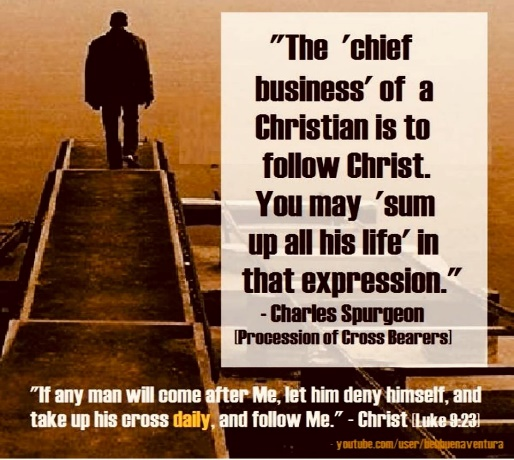 "The 'chief
business' of a
Christian is to
follow Christ.
You may 'sum
up all his life' in
that expression."
- Charles Spurgeon
[Procession of Cross Bearers]
"If any man will come after Me, let him deny himself, and
take up his cross daily, and follow Me." - Christ [Luke 9:23]
- youtube.com/user/